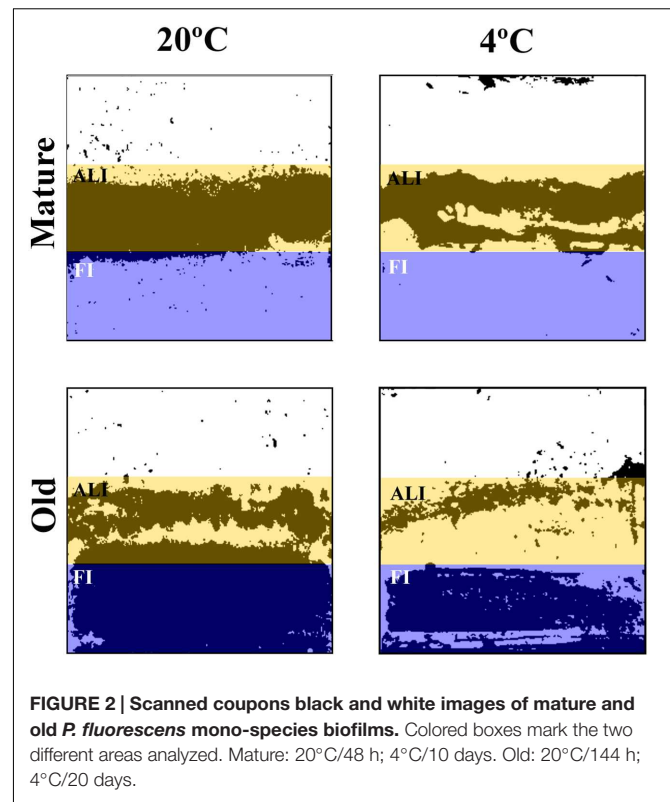 20ºC
4ºC
Mature
ALI
ALI
FI
FI
Old
ALI
ALI
FI
FI
FIGURE 2 | Scanned coupons black and white images of mature and
old P. fluorescens mono-species biofilms. Colored boxes mark the two
different areas analyzed. Mature: 20°C/48 h; 4°C/10 days. Old: 20°C/144 h;
4°C/20 days.